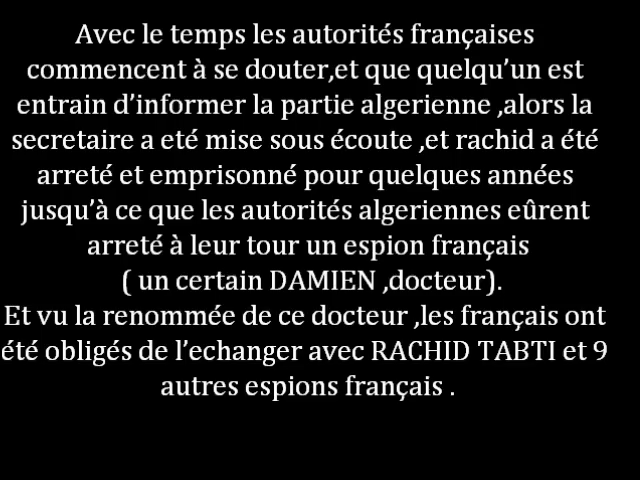 Avec le temps les autorités françaises
commencent à se douter,et que quelqu’un est
entrain d’informer la partie algerienne ,alors la
secretaire a eté mise sous écoute ,et rachid a été
arreté et emprisonné pour quelques années
jusqu’à ce que les autorités algeriennes eûrent
arreté à leur tour un espion français
( un certain DAMIEN ,docteur).
Et vu la renommée de ce docteur ,les français ont
été obligés de l’echanger avec RACHID TABTI et 9
autres espions français .